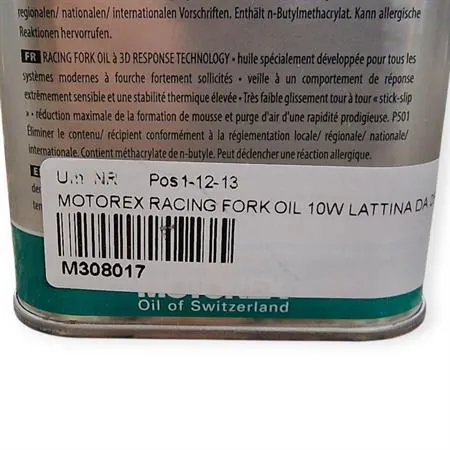 regionalen/ nationalen/ internationalen Vorschriften. Enthält n-Butylmethacrylat. Kann allergische
Reaktionen hervorrufen.
FR RACING FORK OIL à 3D RESPONSE TECHNOLOGY • huile spécialement développée pour tous les
systèmes modernes à fourche fortement sollicités • veille à un comportement de réponse
extrêmement sensible et une stabilité thermique élevée • Très faible glissement tour à tour « stick-slip
» • réduction maximale de la formation de mousse et purge d'air d'une rapidité prodigieuse. P501
Éliminer le contenu/ récipient conformément à la réglementation locale/ régionale/ nationale/
internationale. Contient méthacrylate de n-butyle. Peut déclencher une réaction allergique.
Um NR Pos 1-12-13
MOTOREX RACING FORK OIL 10W LATTINA DA
M308017
Oil of Switzerland